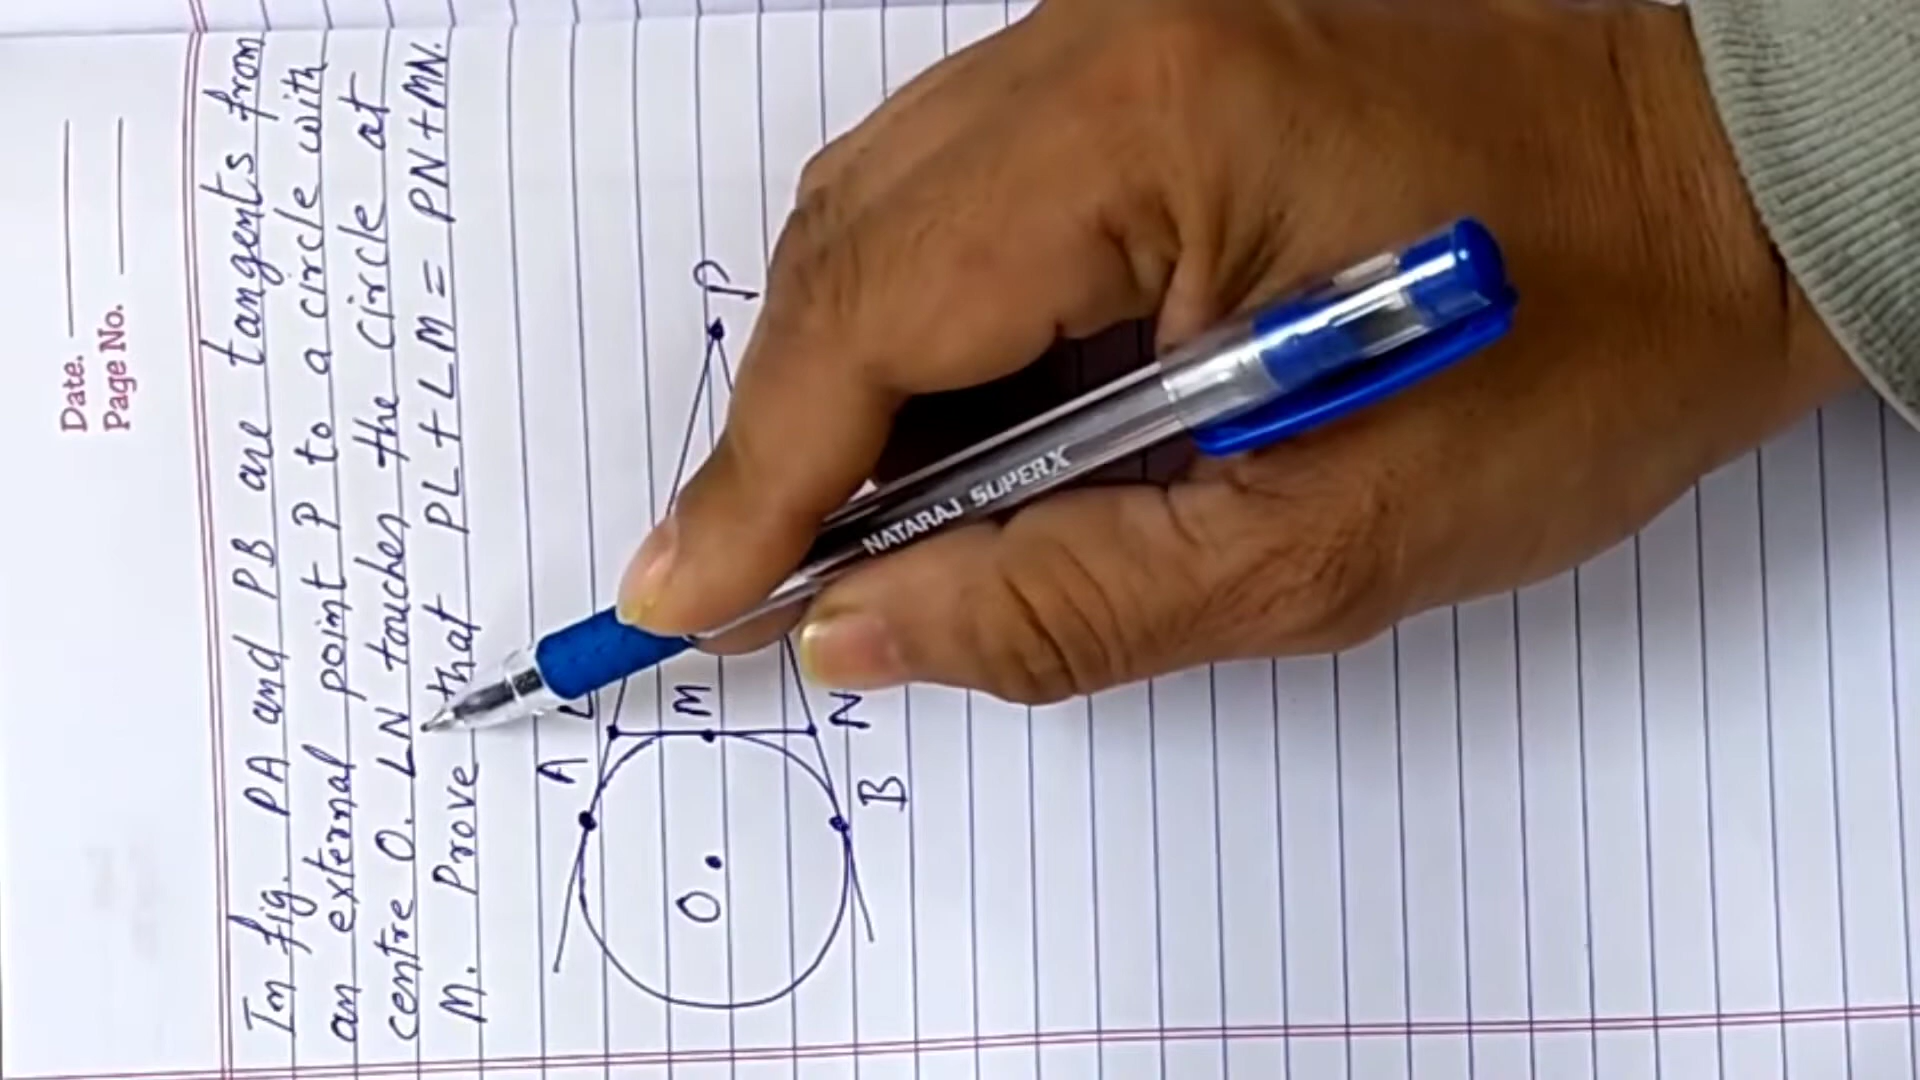 Date.
Page No.
In fig. PA and PB are tangents from
an external point P to a circle with
centre O. LN touches the circle at
M. Prove that PL + LM = PN + MN.
P
L
M
N
A
B
O
NATARAJ SUPERX